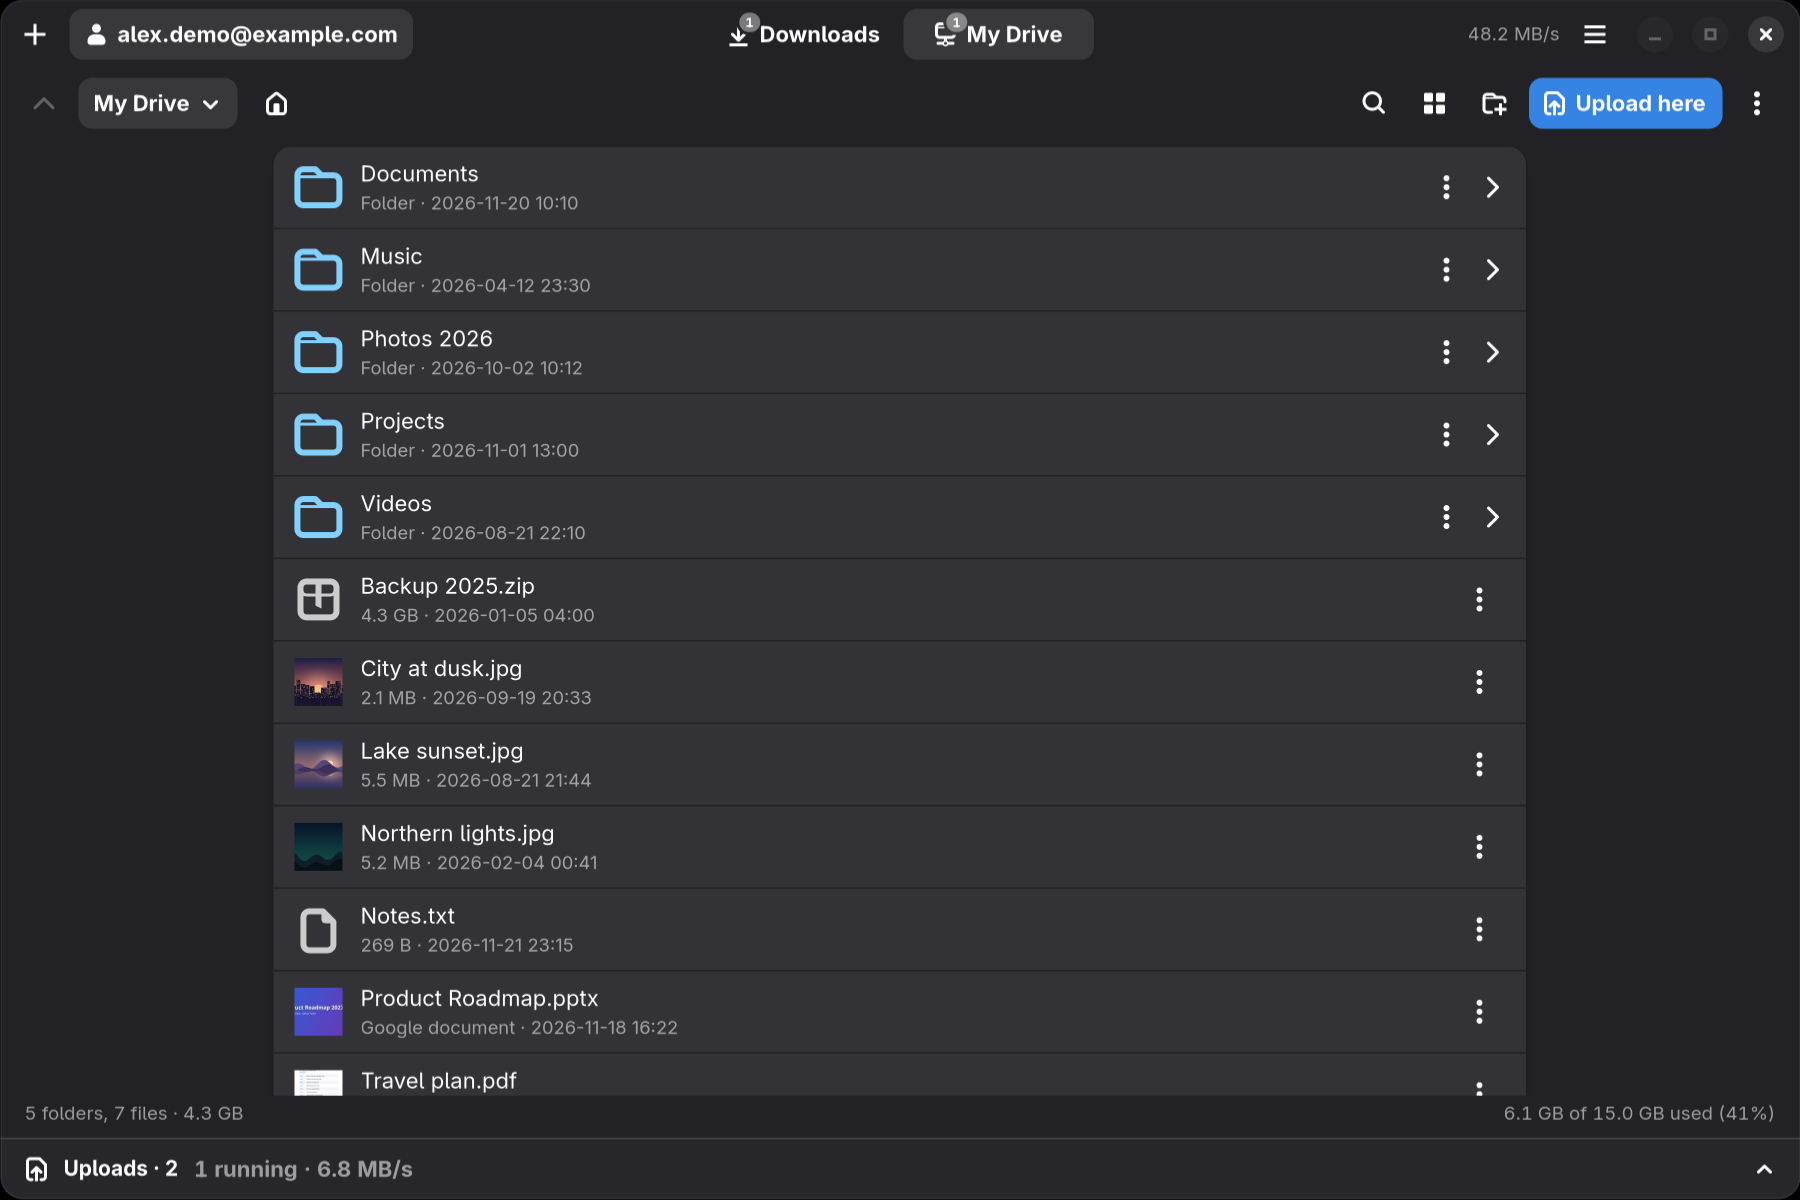 alex.demo@example.com
1
Downloads
1
My Drive
48.2 MB/s
My Drive
Upload here
Documents
Folder · 2026-11-20 10:10
Music
Folder · 2026-04-12 23:30
Photos 2026
Folder · 2026-10-02 10:12
Projects
Folder · 2026-11-01 13:00
Videos
Folder · 2026-08-21 22:10
Backup 2025.zip
4.3 GB · 2026-01-05 04:00
City at dusk.jpg
2.1 MB · 2026-09-19 20:33
Lake sunset.jpg
5.5 MB · 2026-08-21 21:44
Northern lights.jpg
5.2 MB · 2026-02-04 00:41
Notes.txt
269 B · 2026-11-21 23:15
uct Roadmap 202
Product Roadmap.pptx
Google document · 2026-11-18 16:22
Travel plan.pdf
5 folders, 7 files · 4.3 GB
6.1 GB of 15.0 GB used (41%)
Uploads · 2
1 running · 6.8 MB/s